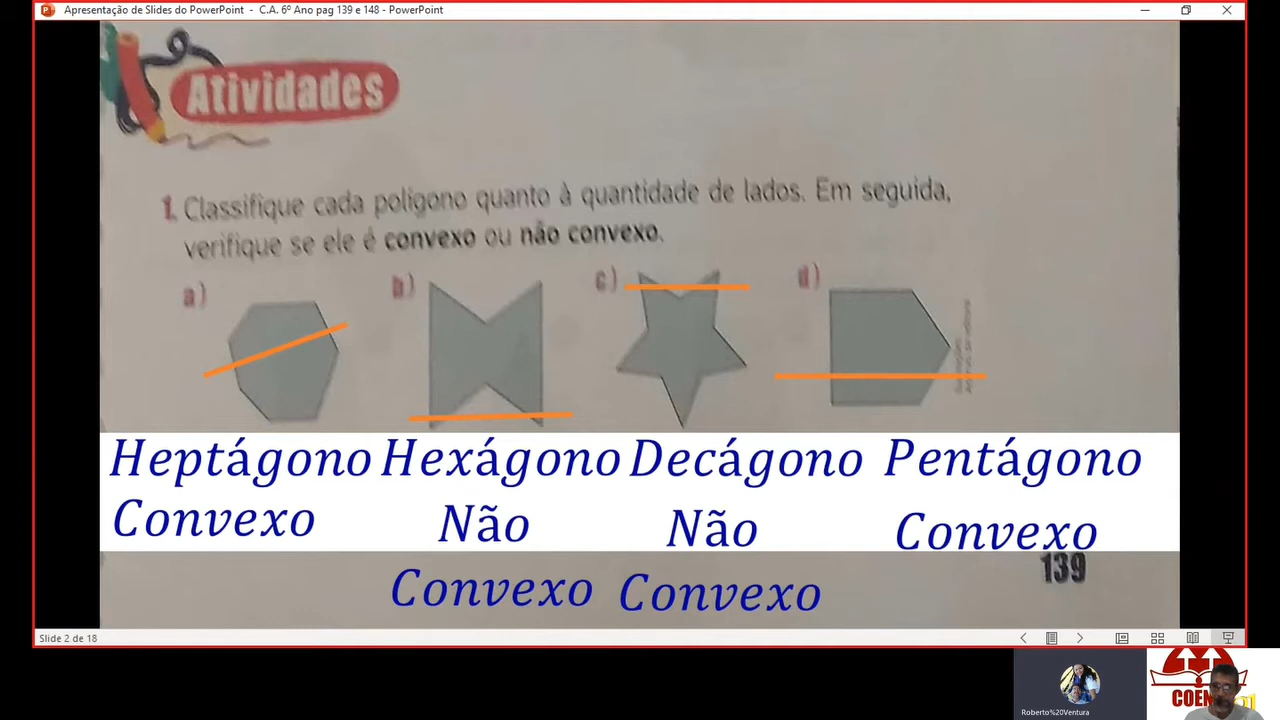 Apresentação de Slides do PowerPoint - C.A. 6º Ano pag 139 e 148 - PowerPoint
Atividades
1. Classifique cada polígono quanto à quantidade de lados. Em seguida,
verifique se ele é convexo ou não convexo.
a) b) c) d)
Heptágono Hexágono Decágono Pentágono
Convexo Não Não Convexo
Convexo Convexo
139
Slide 2 de 18
Roberto%20Ventura